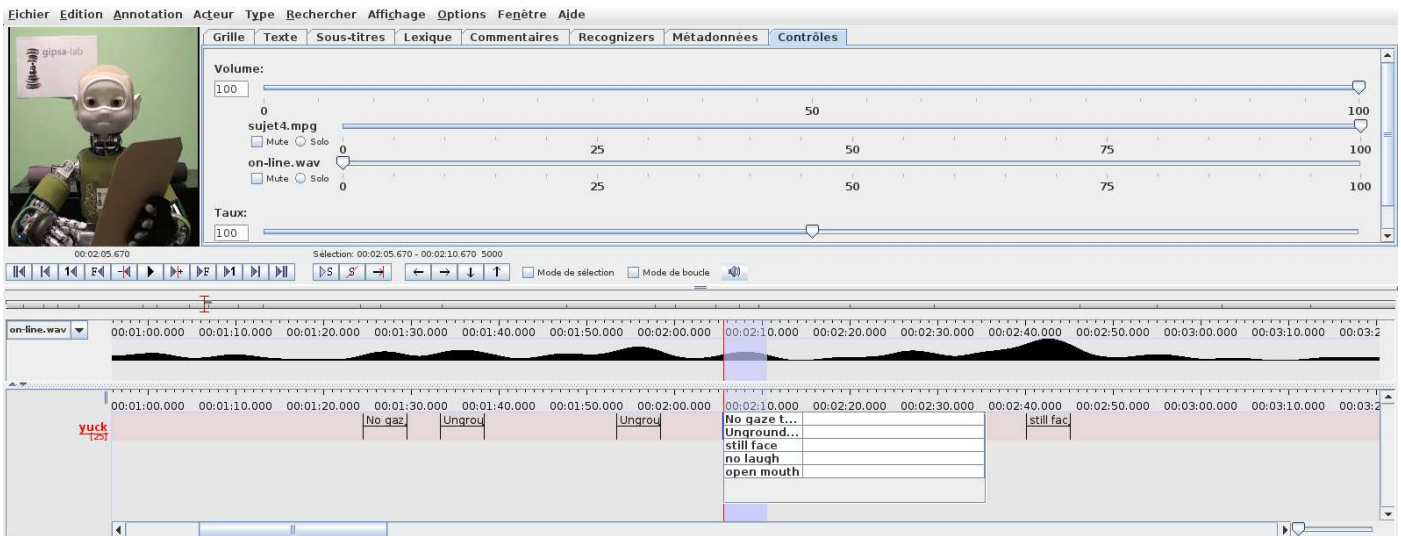 Fichier Edition Annotation Acteur Type Rechercher Affichage Options Fenêtre Aide
gipsa-lab
Grille Texte Sous-titres Lexique Commentaires Recognizers Métadonnées Contrôles
Volume:
100
0 50 100
sujet4.mpg
Mute Solo 0 25 50 75 100
on-line.wav
Mute Solo 0 25 50 75 100
Taux:
100
00:02:05.670 Sélection: 00:02:05.670 - 00:02:10.670 5000
1 F + F 1 S S Mode de sélection Mode de boucle
on-line.wav 00:01:00.000 00:01:10.000 00:01:20.000 00:01:30.000 00:01:40.000 00:01:50.000 00:02:00.000 00:02:10.000 00:02:20.000 00:02:30.000 00:02:40.000 00:02:50.000 00:03:00.000 00:03:10.000 00:03:2
00:01:00.000 00:01:10.000 00:01:20.000 00:01:30.000 00:01:40.000 00:01:50.000 00:02:00.000 00:02:10.000 00:02:20.000 00:02:30.000 00:02:40.000 00:02:50.000 00:03:00.000 00:03:10.000 00:03:2
yuck No gaz Ungrou Ungrou No gaze t... still fac
[25] Unground...
still face
no laugh
open mouth